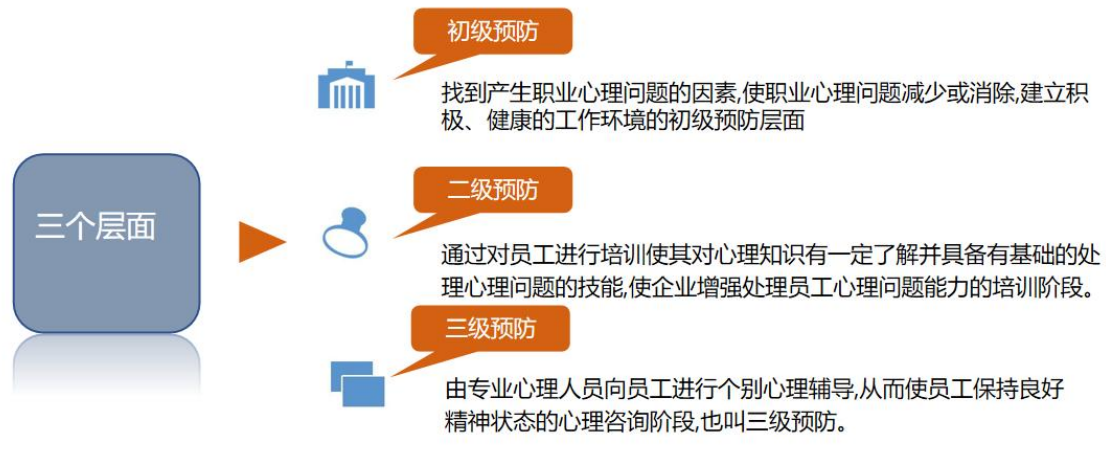 初级预防
找到产生职业心理问题的因素,使职业心理问题减少或消除,建立积
极、健康的工作环境的初级预防层面
三个层面
二级预防
通过对员工进行培训使其对心理知识有一定了解并具备有基础的处
理心理问题的技能,使企业增强处理员工心理问题能力的培训阶段。
三级预防
由专业心理人员向员工进行个别心理辅导,从而使员工保持良好
精神状态的心理咨询阶段,也叫三级预防。